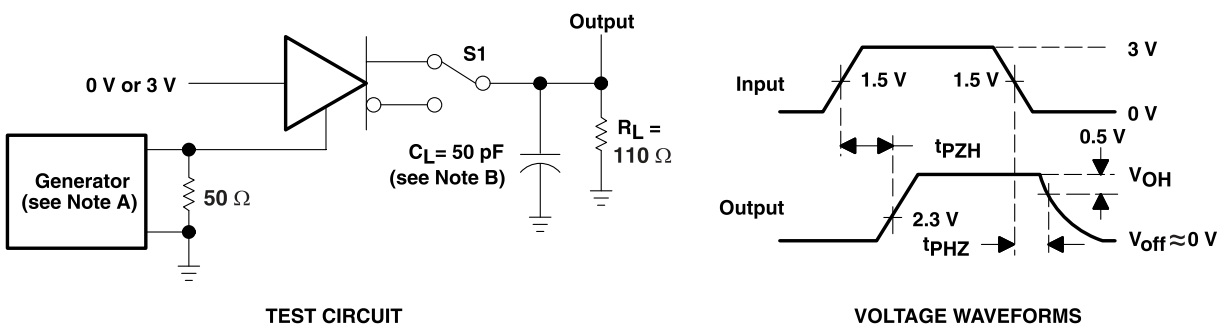 Output
S1
0 V or 3 V
Generator
(see Note A)
50 Ω
CL= 50 pF
(see Note B)
RL =
110 Ω
TEST CIRCUIT
Input
1.5 V
1.5 V
3 V
0 V
0.5 V
tPZH
VOH
Output
2.3 V
tPHZ
Voff ≈ 0 V
VOLTAGE WAVEFORMS